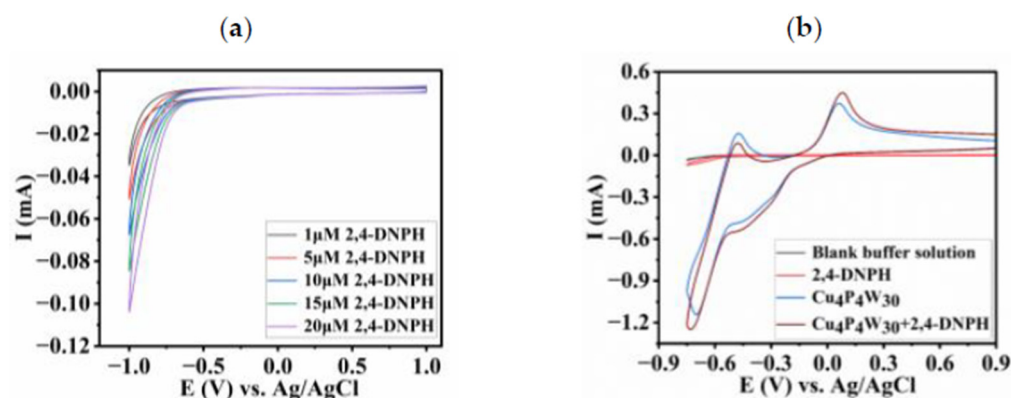 (a)
0.00
−0.02
−0.04
−0.06
−0.08
−0.10
−0.12
I (mA)
1μM 2,4-DNPH
5μM 2,4-DNPH
10μM 2,4-DNPH
15μM 2,4-DNPH
20μM 2,4-DNPH
−1.0 −0.5 0.0 0.5 1.0
E (V) vs. Ag/AgCl
(b)
0.6
0.3
0.0
−0.3
−0.6
−0.9
−1.2
I (mA)
Blank buffer solution
2,4-DNPH
Cu₄P₄W₃₀
Cu₄P₄W₃₀+2,4-DNPH
−0.9 −0.6 −0.3 0.0 0.3 0.6 0.9
E (V) vs. Ag/AgCl